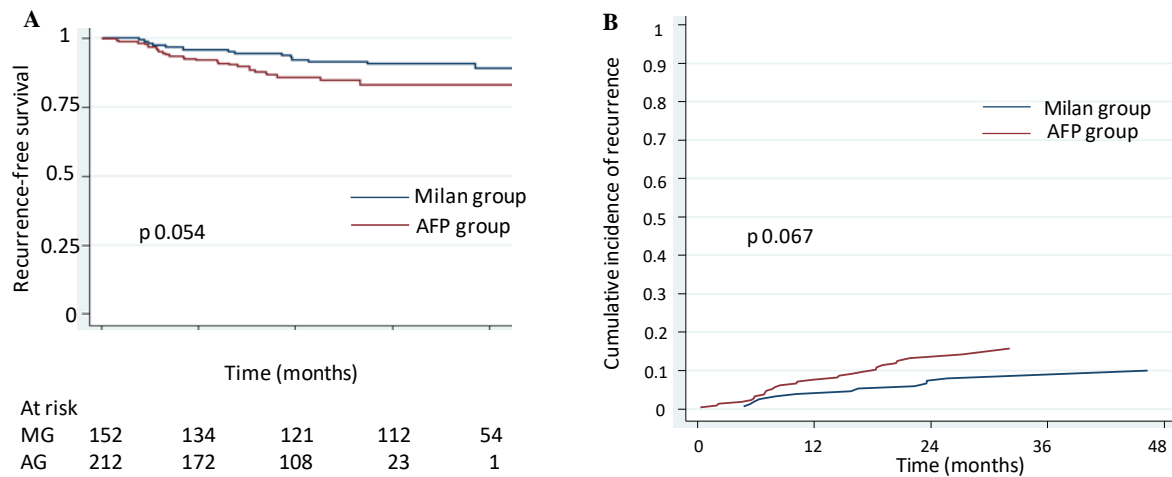 A
1
0.75
0.5
0.25
0
Recurrence-free survival
Milan group
AFP group
p 0.054
Time (months)
At risk
MG 152 134 121 112 54
AG 212 172 108 23 1
B
1
0.9
0.8
0.7
0.6
0.5
0.4
0.3
0.2
0.1
0
Cumulative incidence of recurrence
Milan group
AFP group
p 0.067
0 12 24 36 48
Time (months)